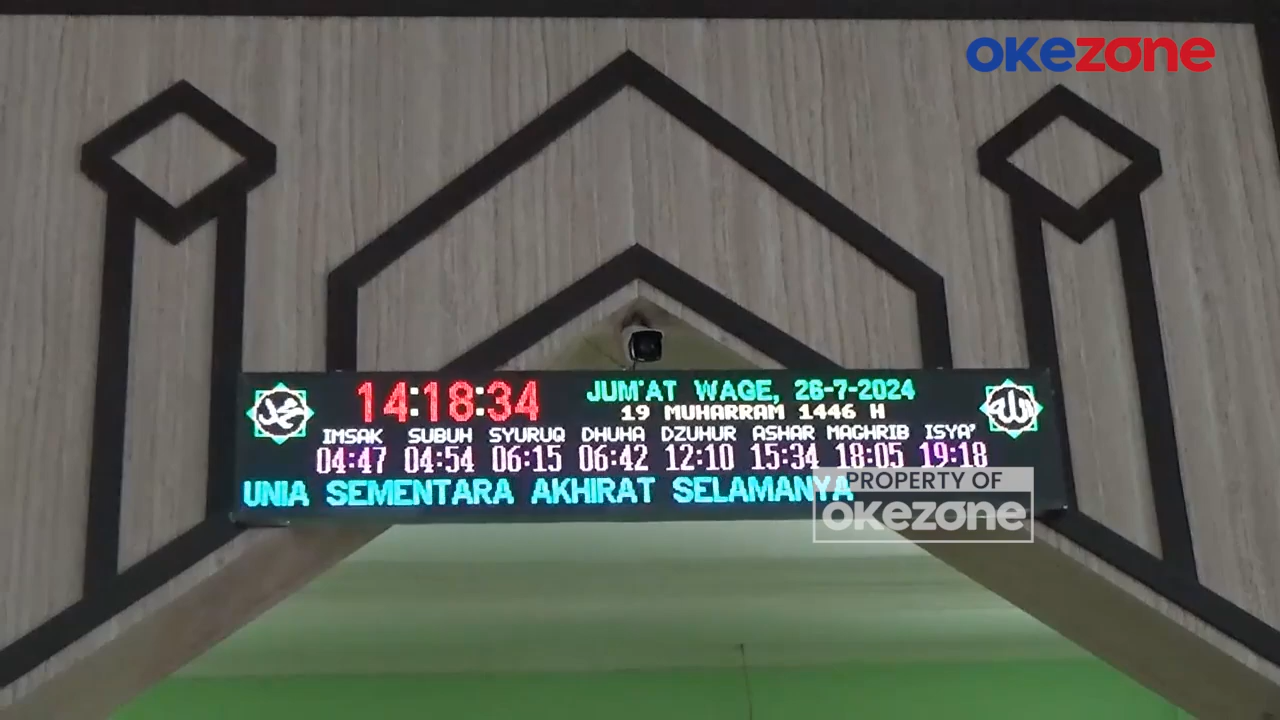 okezone
14:18:34
JUM'AT WAGE, 26-7-2024
19 MUHARRAM 1446 H
محمد
الله
IMSAK SUBUH SYURUQ DHUHA DZUHUR ASHAR MAGHRIB ISYA'
04:47 04:54 06:15 06:42 12:10 15:34 18:05 19:18
UNIA SEMENTARA AKHIRAT SELAMANYA
PROPERTY OF
okezone